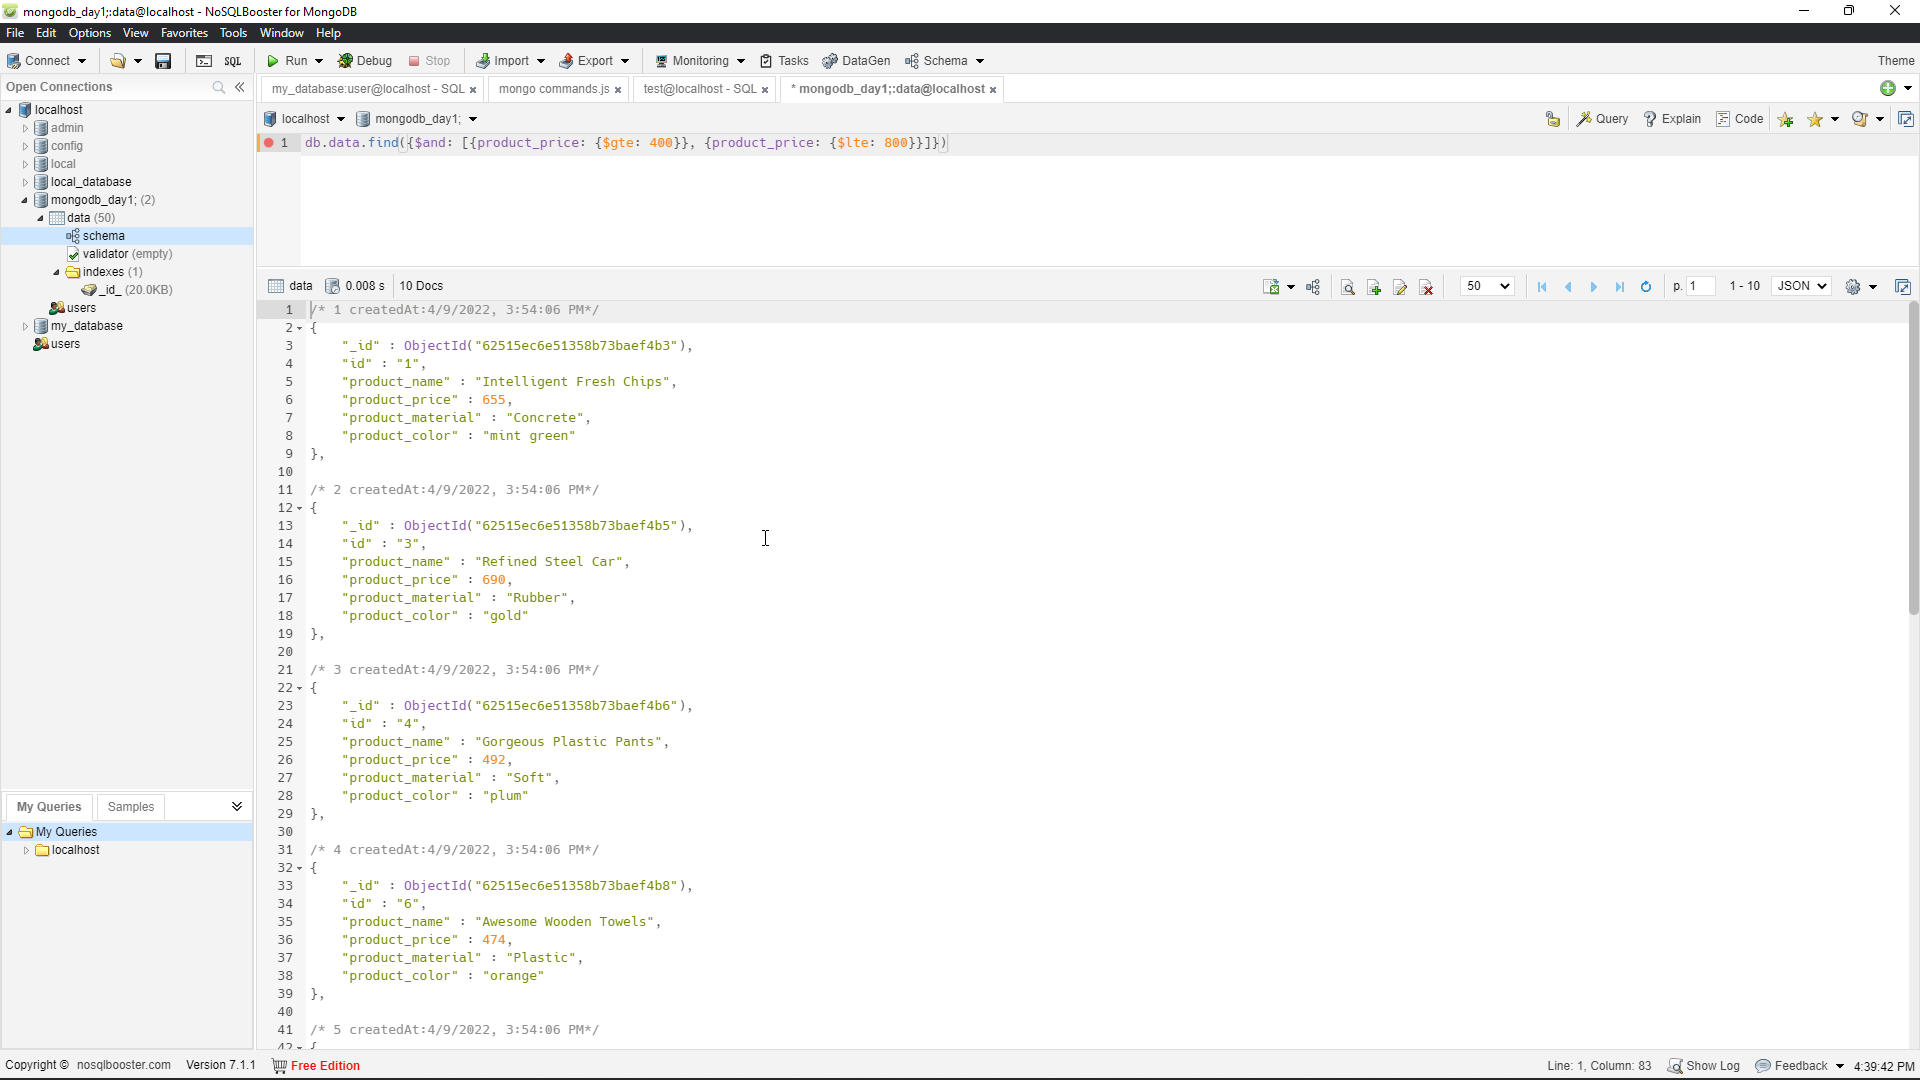 mongodb_day1;:data@localhost - NoSQLBooster for MongoDB
File Edit Options View Favorites Tools Window Help
Connect SQL Run Debug Stop Import Export Monitoring Tasks DataGen Schema Theme
Open Connections
localhost
admin
config
local
local_database
mongodb_day1; (2)
data (50)
schema
validator (empty)
indexes (1)
_id_ (20.0KB)
users
my_database
users
My Queries Samples
My Queries
localhost
my_database:user@localhost - SQL × mongo commands.js × test@localhost - SQL × * mongodb_day1;:data@localhost ×
localhost mongodb_day1; Query Explain Code
1 db.data.find({$and: [{product_price: {$gte: 400}}, {product_price: {$lte: 800}}]})
data 0.008 s 10 Docs 50 p. 1 1 - 10 JSON
1 /* 1 createdAt:4/9/2022, 3:54:06 PM*/
2 {
3 "_id" : ObjectId("62515ec6e51358b73baef4b3"),
4 "id" : "1",
5 "product_name" : "Intelligent Fresh Chips",
6 "product_price" : 655,
7 "product_material" : "Concrete",
8 "product_color" : "mint green"
9 },
10
11 /* 2 createdAt:4/9/2022, 3:54:06 PM*/
12 {
13 "_id" : ObjectId("62515ec6e51358b73baef4b5"),
14 "id" : "3",
15 "product_name" : "Refined Steel Car",
16 "product_price" : 690,
17 "product_material" : "Rubber",
18 "product_color" : "gold"
19 },
20
21 /* 3 createdAt:4/9/2022, 3:54:06 PM*/
22 {
23 "_id" : ObjectId("62515ec6e51358b73baef4b6"),
24 "id" : "4",
25 "product_name" : "Gorgeous Plastic Pants",
26 "product_price" : 492,
27 "product_material" : "Soft",
28 "product_color" : "plum"
29 },
30
31 /* 4 createdAt:4/9/2022, 3:54:06 PM*/
32 {
33 "_id" : ObjectId("62515ec6e51358b73baef4b8"),
34 "id" : "6",
35 "product_name" : "Awesome Wooden Towels",
36 "product_price" : 474,
37 "product_material" : "Plastic",
38 "product_color" : "orange"
39 },
40
41 /* 5 createdAt:4/9/2022, 3:54:06 PM*/
42 {
Copyright © nosqlbooster.com Version 7.1.1 Free Edition Line: 1, Column: 83 Show Log Feedback 4:39:42 PM